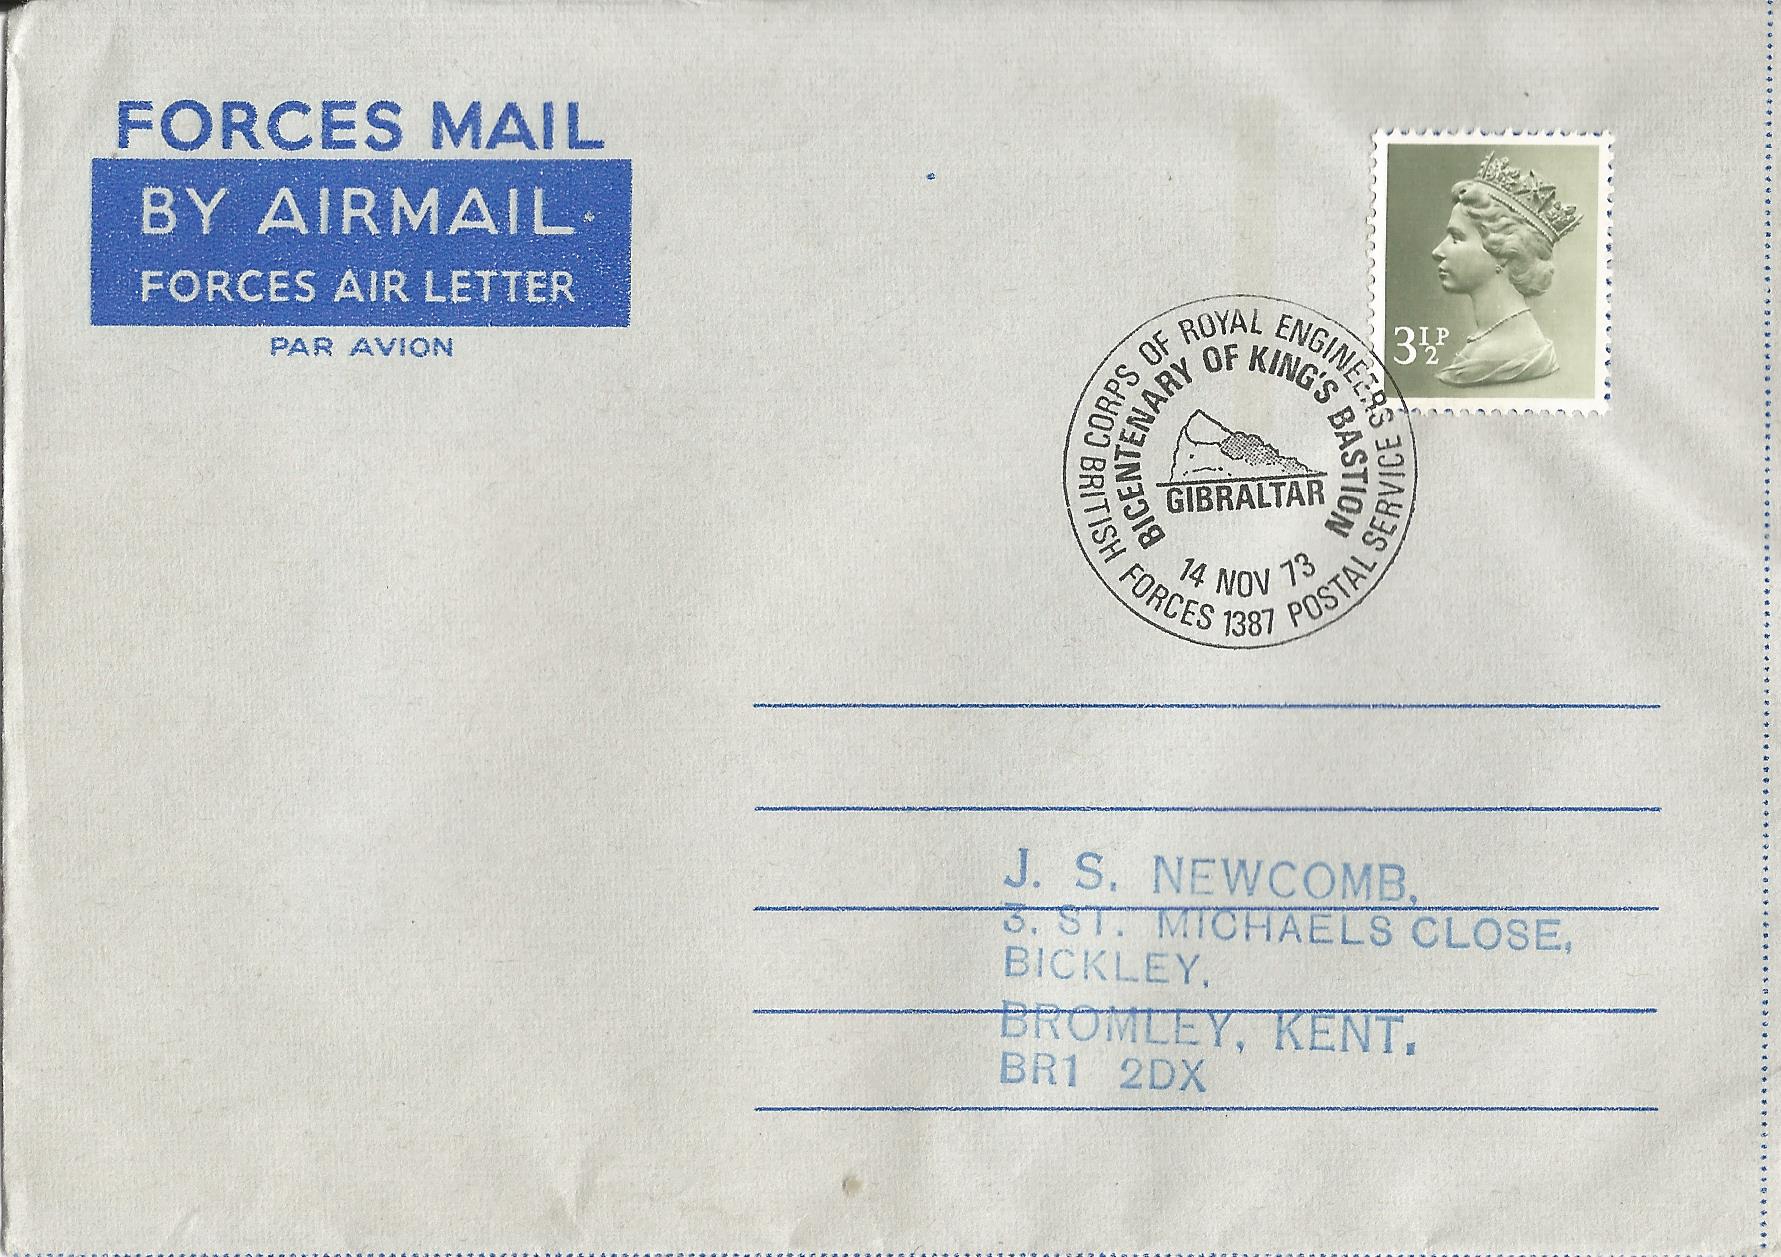 FORCES MAIL
BY AIRMAIL
FORCES AIR LETTER
PAR AVION
3½P
CORPS OF ROYAL ENGINEERS
BICENTENARY OF KING'S BASTION
GIBRALTAR
14 NOV 73
BRITISH FORCES 1387 POSTAL SERVICE
J. S. NEWCOMB,
3. ST. MICHAELS CLOSE,
BICKLEY,
BROMLEY, KENT.
BR1 2DX